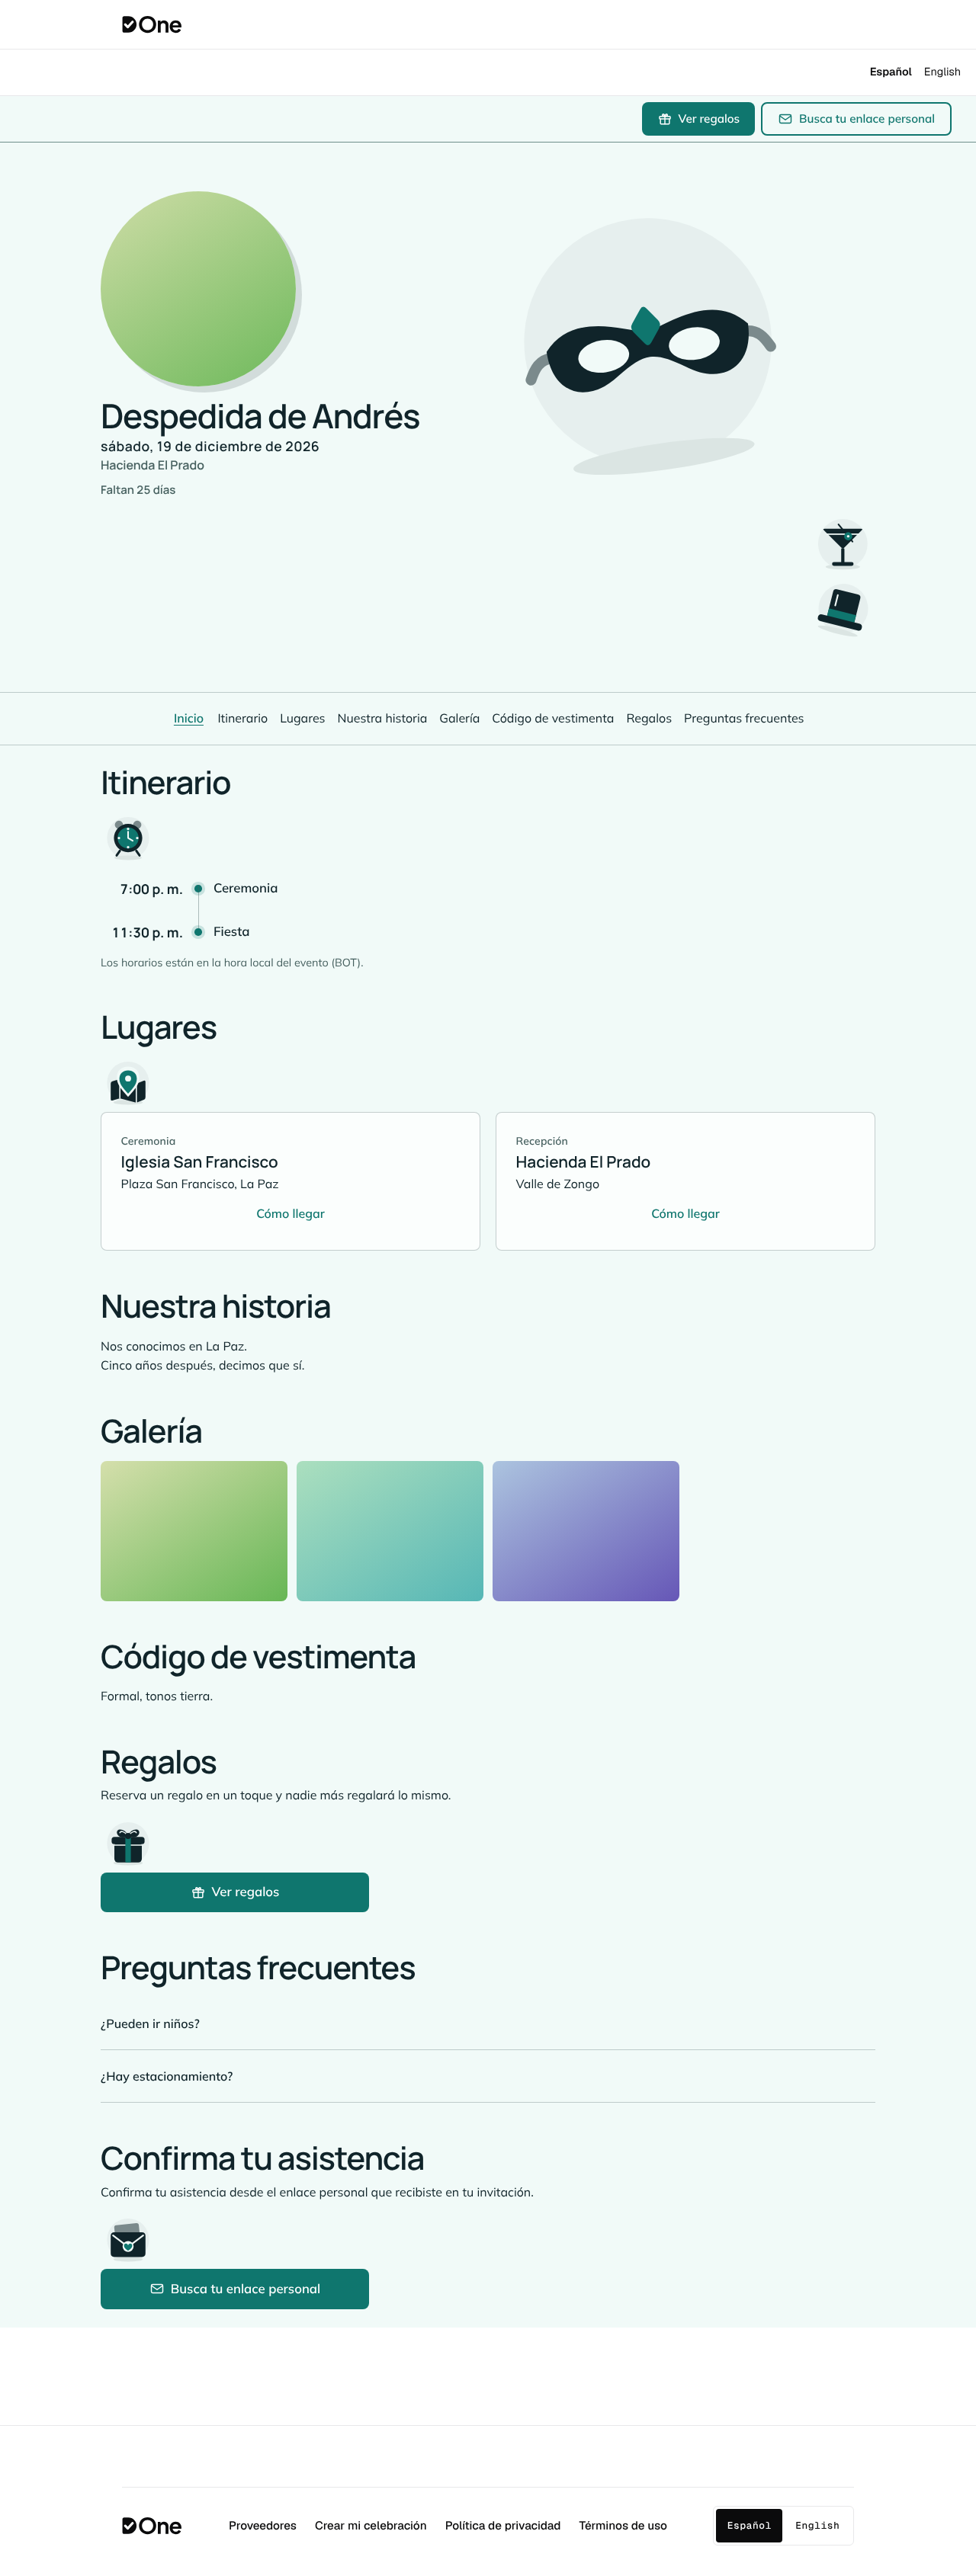 One
Español English
Ver regalos Busca tu enlace personal
Despedida de Andrés
sábado, 19 de diciembre de 2026
Hacienda El Prado
Faltan 25 días
Inicio Itinerario Lugares Nuestra historia Galería Código de vestimenta Regalos Preguntas frecuentes
Itinerario
7:00 p. m. Ceremonia
11:30 p. m. Fiesta
Los horarios están en la hora local del evento (BOT).
Lugares
Ceremonia
Iglesia San Francisco
Plaza San Francisco, La Paz
Cómo llegar
Recepción
Hacienda El Prado
Valle de Zongo
Cómo llegar
Nuestra historia
Nos conocimos en La Paz.
Cinco años después, decimos que sí.
Galería
Código de vestimenta
Formal, tonos tierra.
Regalos
Reserva un regalo en un toque y nadie más regalará lo mismo.
Ver regalos
Preguntas frecuentes
¿Pueden ir niños?
¿Hay estacionamiento?
Confirma tu asistencia
Confirma tu asistencia desde el enlace personal que recibiste en tu invitación.
Busca tu enlace personal
One Proveedores Crear mi celebración Política de privacidad Términos de uso Español English